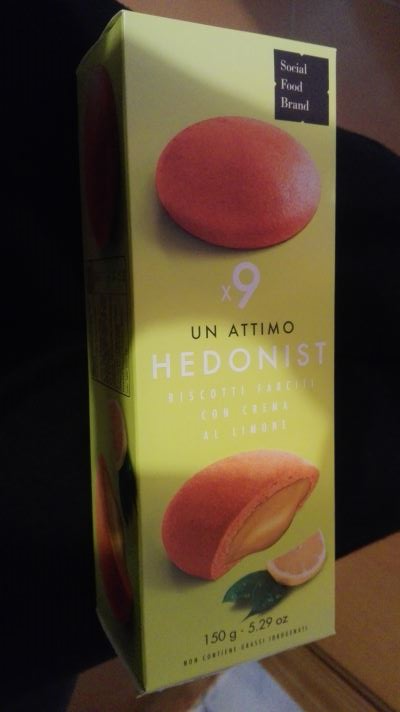 Social
Food
Brand
x9
UN ATTIMO
HEDONIST
BISCOTTI FARCITI
CON CREMA
AL LIMONE
150 g - 5.29 oz
NON CONTIENE GRASSI IDROGENATI